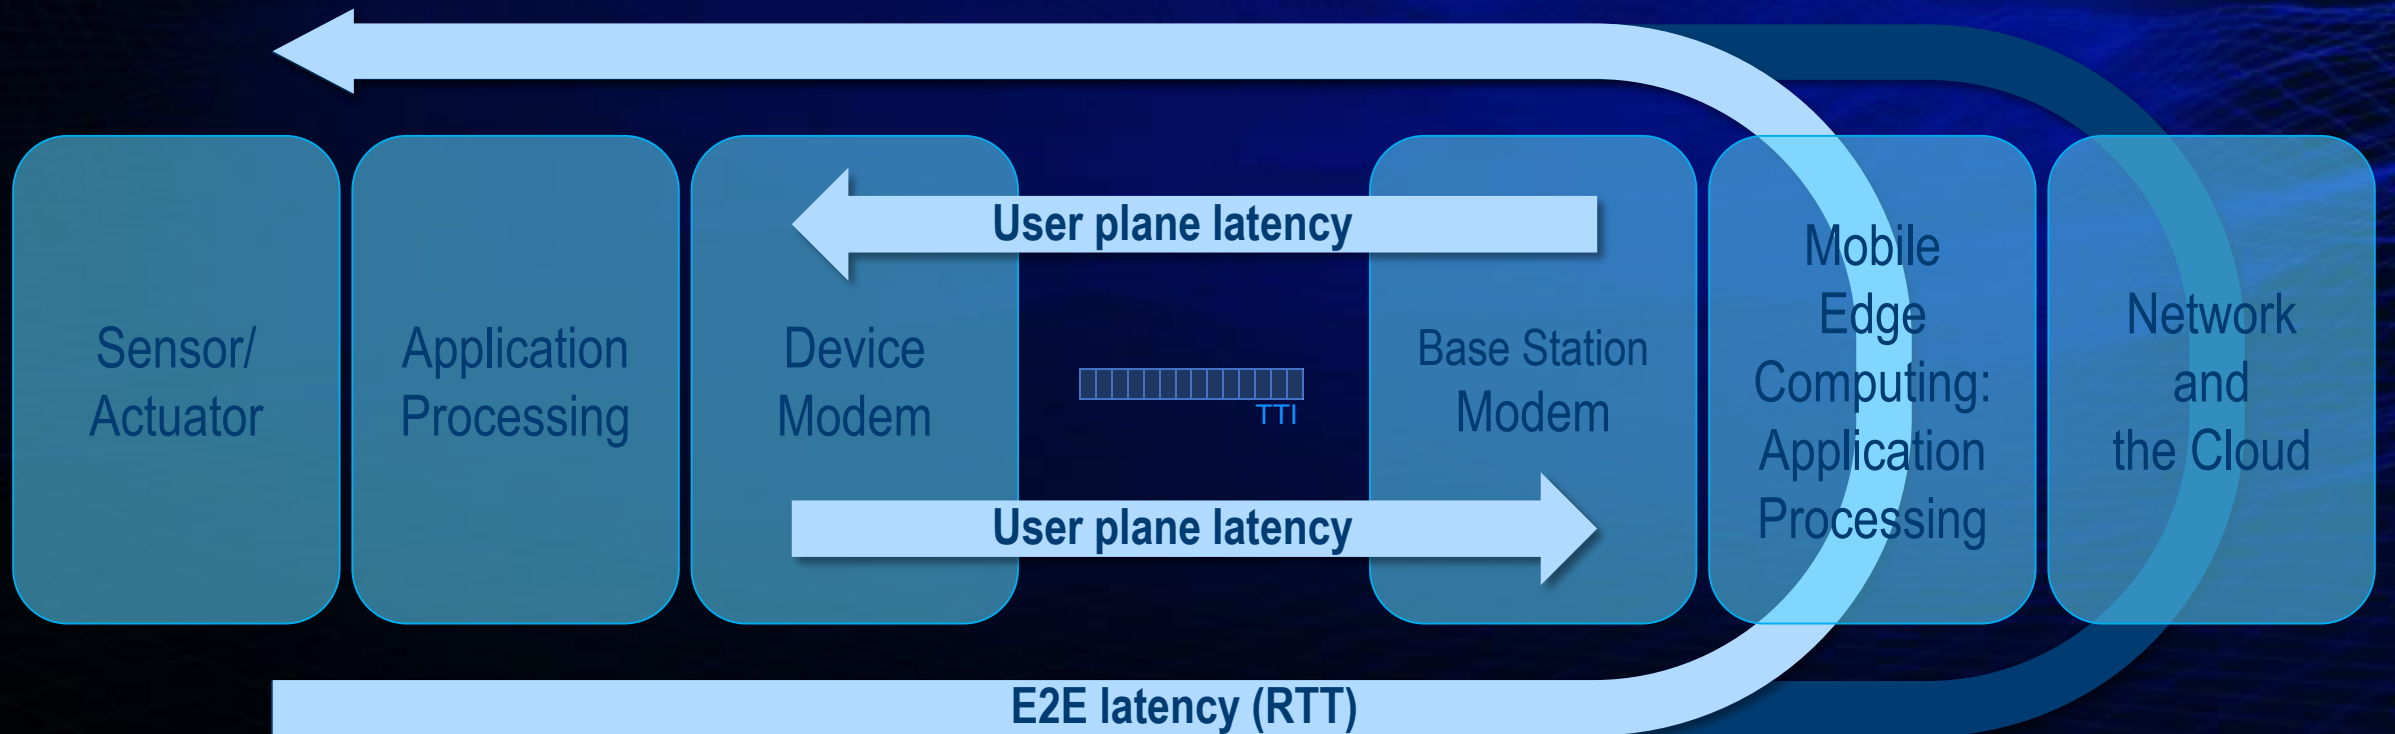 User plane latency
Sensor/
Actuator
Application
Processing
Device
Modem
TTI
Base Station
Modem
Mobile
Edge
Computing:
Application
Processing
Network
and
the Cloud
User plane latency
E2E latency (RTT)